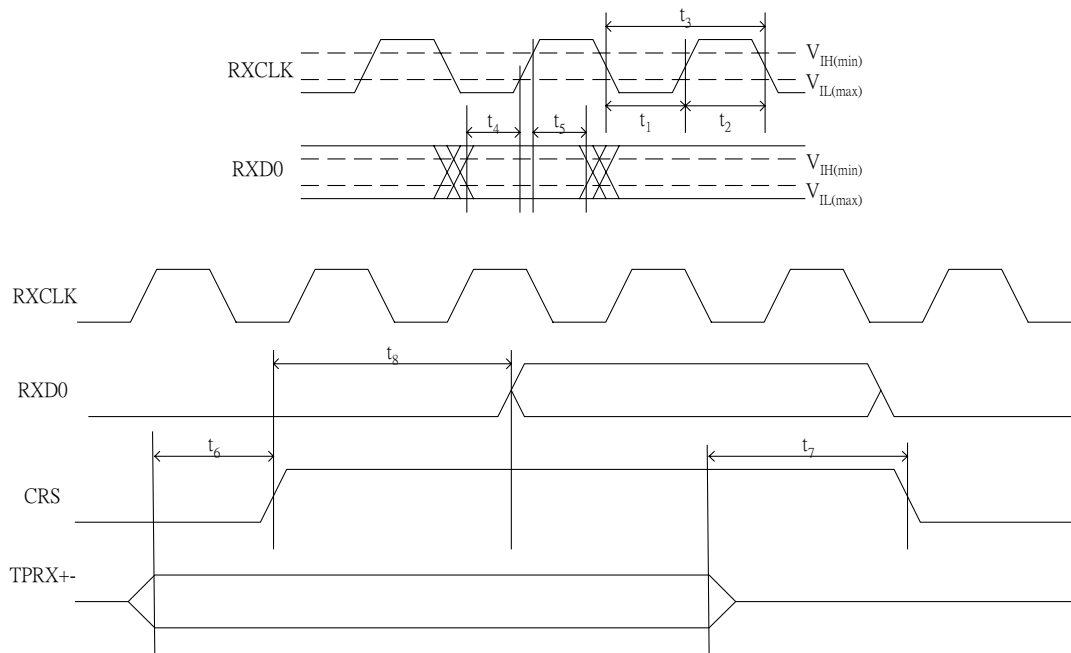 t3
RXCLK
VIH(min)
VIL(max)
t4
t5
t1
t2
RXD0
VIH(min)
VIL(max)
RXCLK
t8
RXD0
t6
t7
CRS
TPRX+-